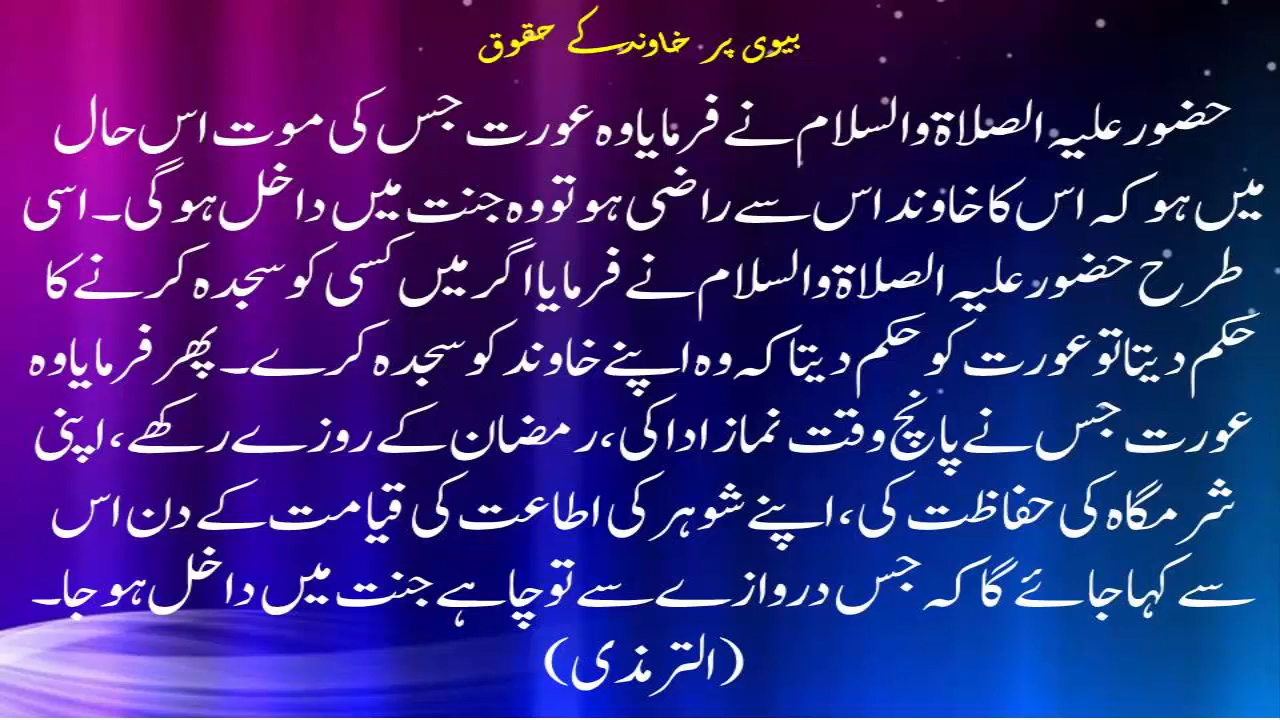 بیوی پر خاوند کے حقوق
حضور علیہ الصلاۃ والسلام نے فرمایا وہ عورت جس کی موت اس حال
میں ہو کہ اس کا خاوند اس سے راضی ہو تو وہ جنت میں داخل ہوگی۔ اسی
طرح حضور علیہ الصلاۃ والسلام نے فرمایا اگر میں کسی کو سجدہ کرنے کا
حکم دیتا تو عورت کو حکم دیتا کہ وہ اپنے خاوند کو سجدہ کرے۔ پھر فرمایا وہ
عورت جس نے پانچ وقت نماز ادا کی، رمضان کے روزے رکھے، اپنی
شرمگاہ کی حفاظت کی، اپنے شوہر کی اطاعت کی قیامت کے دن اس
سے کہا جائے گا کہ جس دروازے سے تو چاہے جنت میں داخل ہو جا۔
(الترمذی)